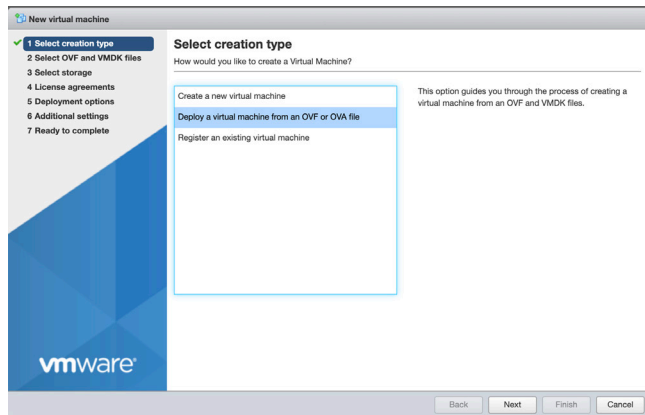 New virtual machine
1 Select creation type
2 Select OVF and VMDK files
3 Select storage
4 License agreements
5 Deployment options
6 Additional settings
7 Ready to complete
vmware
Select creation type
How would you like to create a Virtual Machine?
Create a new virtual machine
Deploy a virtual machine from an OVF or OVA file
Register an existing virtual machine
This option guides you through the process of creating a
virtual machine from an OVF and VMDK files.
Back Next Finish Cancel